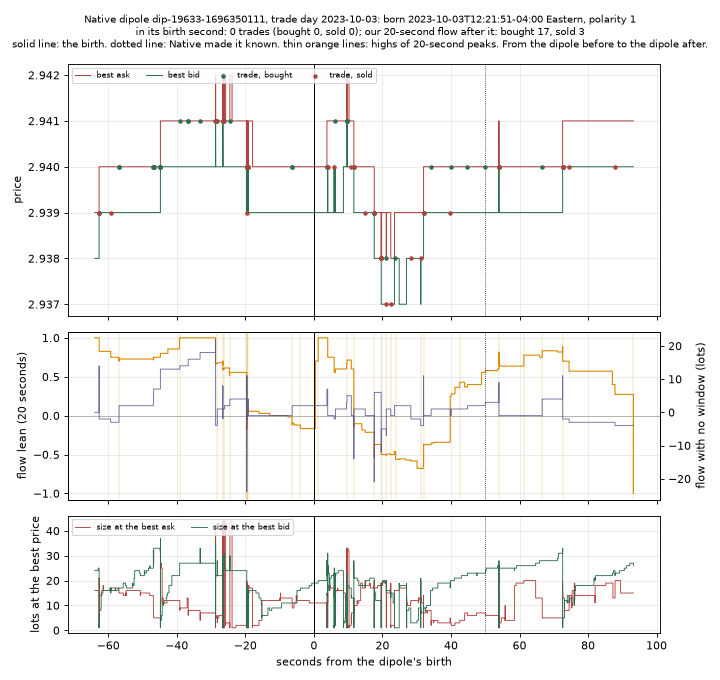 Native dipole dip-19633-1696350111, trade day 2023-10-03: born 2023-10-03T12:21:51-04:00 Eastern, polarity 1
in its birth second: 0 trades (bought 0, sold 0); our 20-second flow after it: bought 17, sold 3
solid line: the birth. dotted line: Native made it known. thin orange lines: highs of 20-second peaks. From the dipole before to the dipole after.
best ask best bid trade, bought trade, sold
2.942
2.941
2.940
2.939
2.938
2.937
price
1.0
0.5
0.0
−0.5
−1.0
flow lean (20 seconds)
20
10
0
−10
−20
flow with no window (lots)
size at the best ask size at the best bid
40
30
20
10
0
lots at the best price
−60 −40 −20 0 20 40 60 80 100
seconds from the dipole's birth